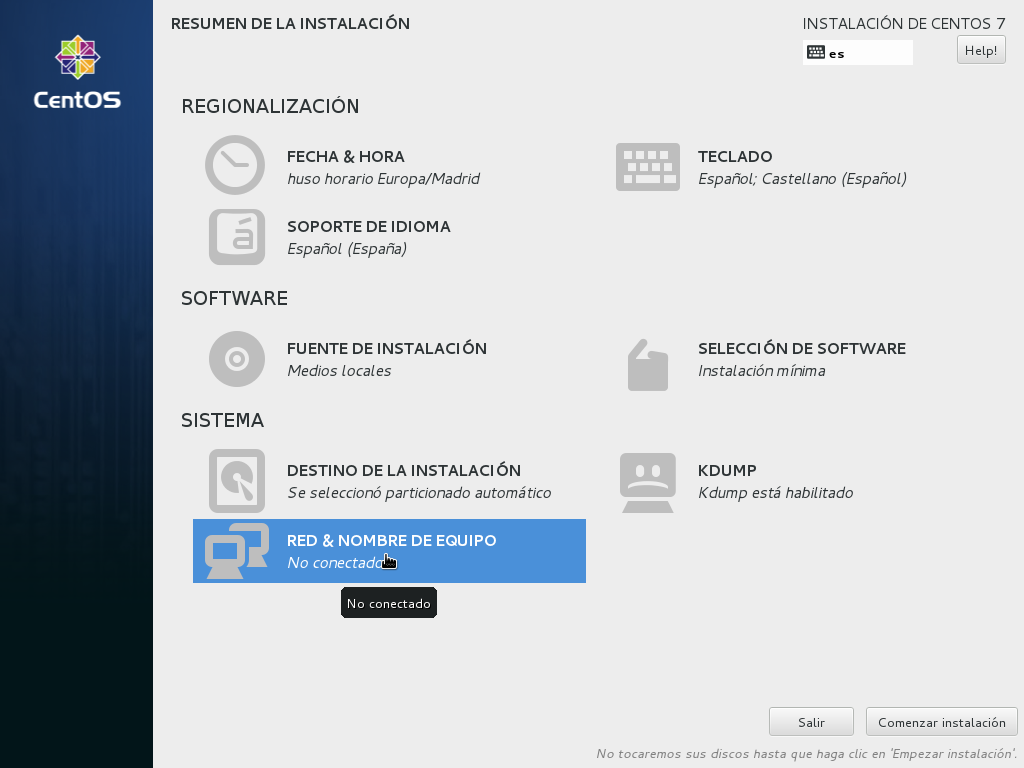 RESUMEN DE LA INSTALACIÓN
INSTALACIÓN DE CENTOS 7
es
Help!
CentOS
REGIONALIZACIÓN
FECHA & HORA
huso horario Europa/Madrid
TECLADO
Español; Castellano (Español)
á
SOPORTE DE IDIOMA
Español (España)
SOFTWARE
FUENTE DE INSTALACIÓN
Medios locales
SELECCIÓN DE SOFTWARE
Instalación mínima
SISTEMA
DESTINO DE LA INSTALACIÓN
Se seleccionó particionado automático
KDUMP
Kdump está habilitado
RED & NOMBRE DE EQUIPO
No conectado
No conectado
Salir
Comenzar instalación
No tocaremos sus discos hasta que haga clic en 'Empezar instalación'.